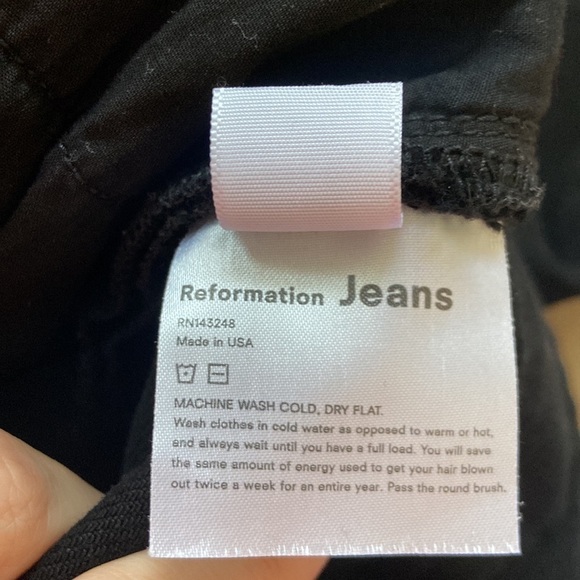 Reformation Jeans
RN143248
Made in USA
MACHINE WASH COLD, DRY FLAT.
Wash clothes in cold water as opposed to warm or hot,
and always wait until you have a full load. You will save
the same amount of energy used to get your hair blown
out twice a week for an entire year. Pass the round brush.